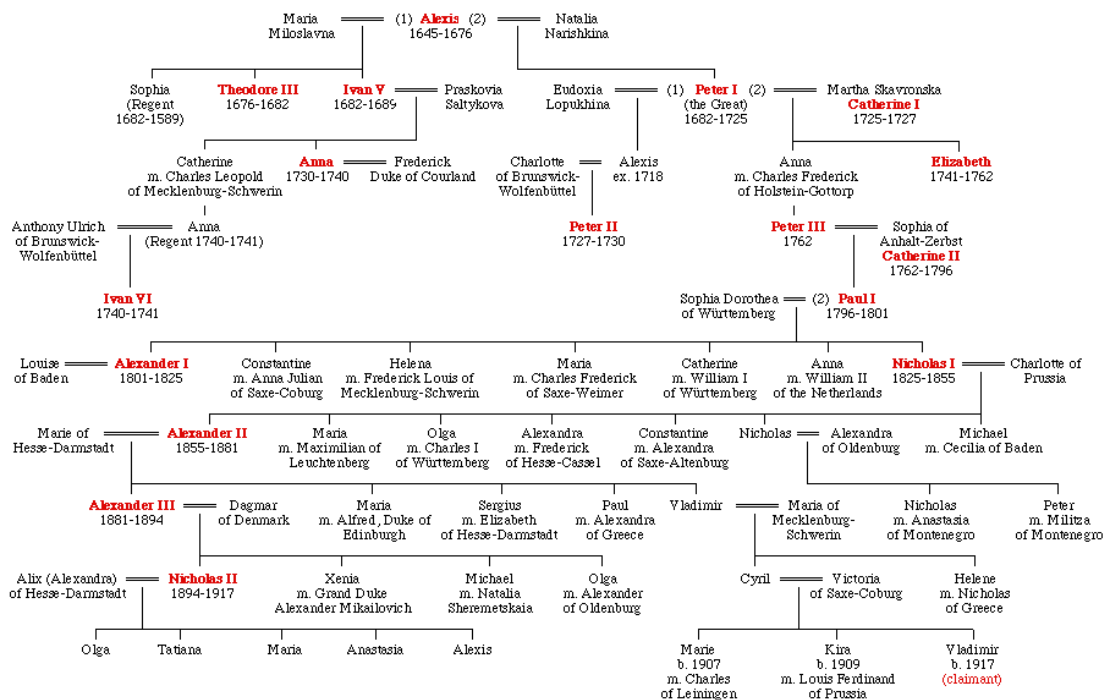 Maria
Miloslavna
(1) Alexis (2)
1645-1676
Natalia
Narishkina
Sophia
(Regent
1682-1589)
Theodore III
1676-1682
Ivan V
1682-1689
Praskovia
Saltykova
Eudoxia
Lopukhina
(1) Peter I (2)
(the Great)
1682-1725
Martha Skavronska
Catherine I
1725-1727
Catherine
m. Charles Leopold
of Mecklenburg-Schwerin
Anna
1730-1740
Frederick
Duke of Courland
Charlotte
of Brunswick-
Wolfenbüttel
Alexis
ex. 1718
Anna
m. Charles Frederick
of Holstein-Gottorp
Elizabeth
1741-1762
Anthony Ulrich
of Brunswick-
Wolfenbüttel
Anna
(Regent 1740-1741)
Peter II
1727-1730
Peter III
1762
Sophia of
Anhalt-Zerbst
Catherine II
1762-1796
Ivan VI
1740-1741
Sophia Dorothea
of Württemberg
(2) Paul I
1796-1801
Louise
of Baden
Alexander I
1801-1825
Constantine
m. Anna Julian
of Saxe-Coburg
Helena
m. Frederick Louis of
Mecklenburg-Schwerin
Maria
m. Charles Frederick
of Saxe-Weimer
Catherine
m. William I
of Württemberg
Anna
m. William II
of the Netherlands
Nicholas I
1825-1855
Charlotte of
Prussia
Marie of
Hesse-Darmstadt
Alexander II
1855-1881
Maria
m. Maximilian of
Leuchtenberg
Olga
m. Charles I
of Württemberg
Alexandra
m. Frederick
of Hesse-Cassel
Constantine
m. Alexandra
of Saxe-Altenburg
Nicholas
Alexandra
of Oldenburg
Michael
m. Cecilia of Baden
Alexander III
1881-1894
Dagmar
of Denmark
Maria
m. Alfred, Duke of
Edinburgh
Sergius
m. Elizabeth
of Hesse-Darmstadt
Paul
m. Alexandra
of Greece
Vladimir
Maria of
Mecklenburg-
Schwerin
Nicholas
m. Anastasia
of Montenegro
Peter
m. Militza
of Montenegro
Alix (Alexandra)
of Hesse-Darmstadt
Nicholas II
1894-1917
Xenia
m. Grand Duke
Alexander Mikailovich
Michael
m. Natalia
Sheremetskaia
Olga
m. Alexander
of Oldenburg
Cyril
Victoria
of Saxe-Coburg
Helene
m. Nicholas
of Greece
Olga
Tatiana
Maria
Anastasia
Alexis
Marie
b. 1907
m. Charles
of Leiningen
Kira
b. 1909
m. Louis Ferdinand
of Prussia
Vladimir
b. 1917
(claimant)